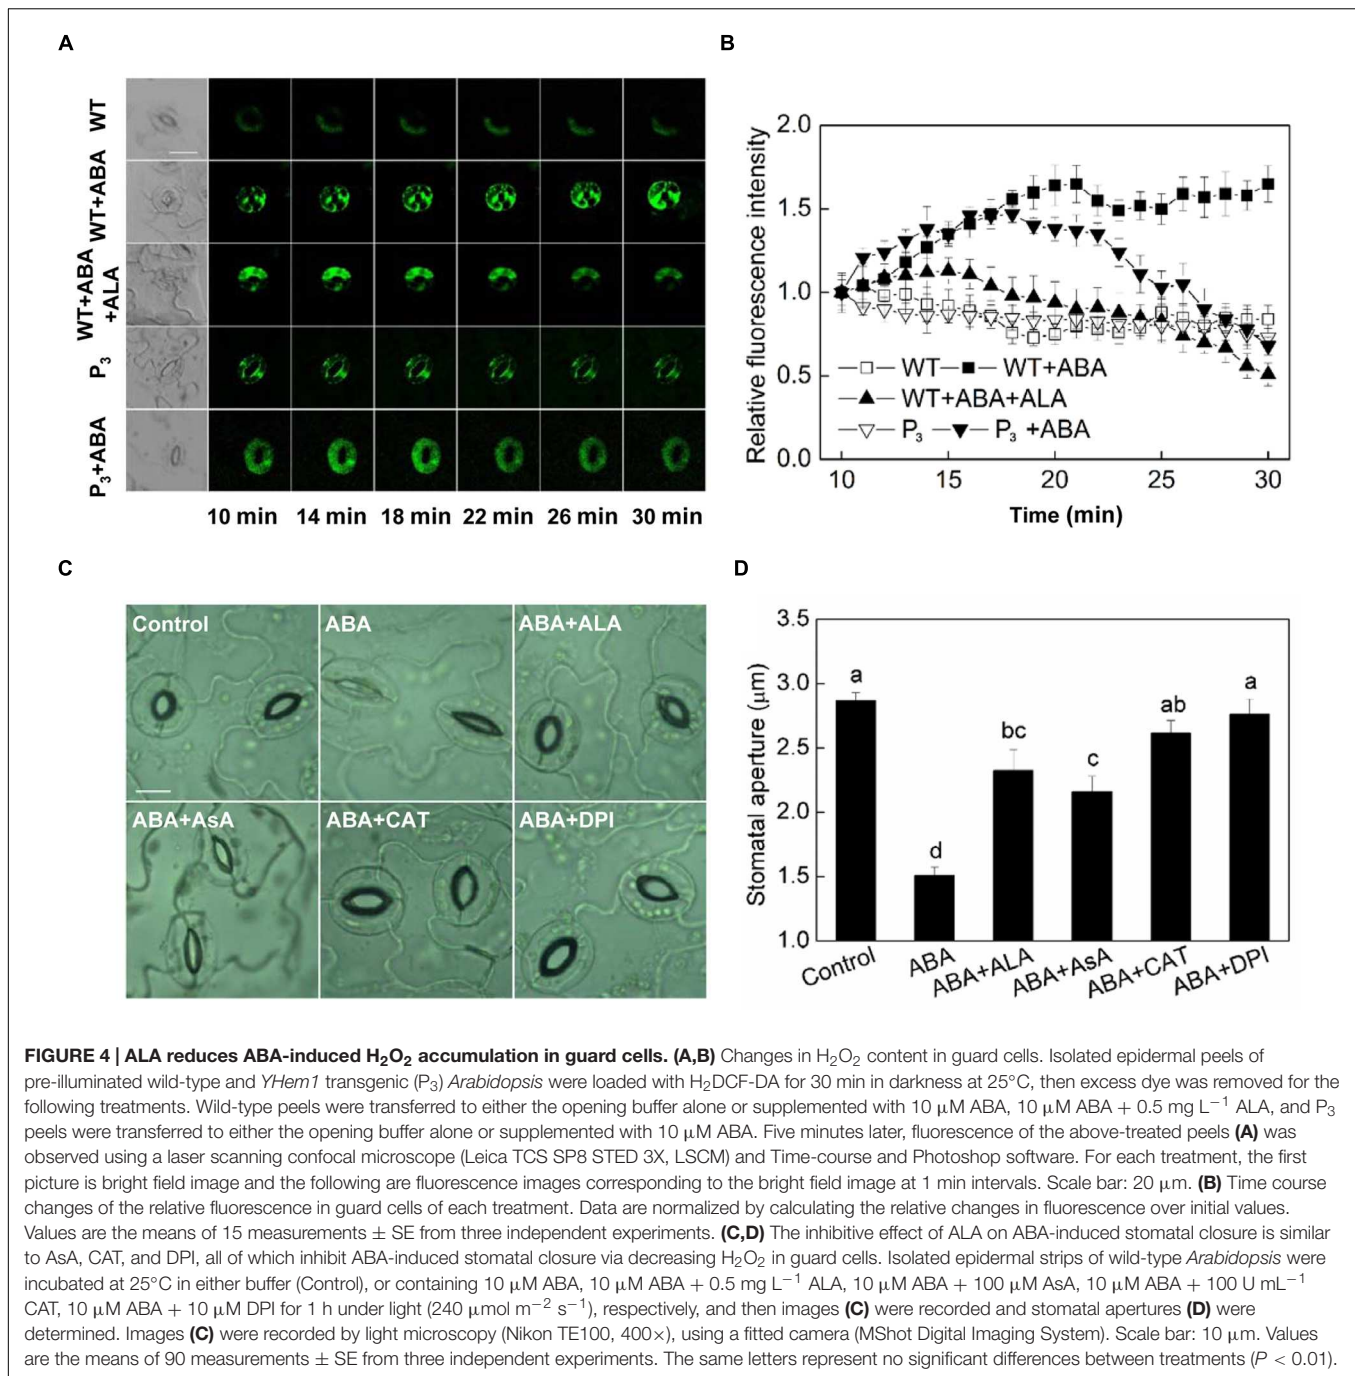 A
WT
WT+ABA
WT+ABA
+ALA
P₃
P₃+ABA
10 min 14 min 18 min 22 min 26 min 30 min
B
Relative fluorescence intensity
2.0
1.5
1.0
0.5
0.0
WT WT+ABA
WT+ABA+ALA
P₃ P₃ +ABA
10 15 20 25 30
Time (min)
C
Control
ABA
ABA+ALA
ABA+AsA
ABA+CAT
ABA+DPI
D
Stomatal aperture (μm)
3.5
3.0
2.5
2.0
1.5
1.0
a
d
bc
c
ab
a
Control
ABA
ABA+ALA
ABA+AsA
ABA+CAT
ABA+DPI
FIGURE 4 | ALA reduces ABA-induced H₂O₂ accumulation in guard cells. (A,B) Changes in H₂O₂ content in guard cells. Isolated epidermal peels of
pre-illuminated wild-type and YHem1 transgenic (P₃) Arabidopsis were loaded with H₂DCF-DA for 30 min in darkness at 25°C, then excess dye was removed for the
following treatments. Wild-type peels were transferred to either the opening buffer alone or supplemented with 10 μM ABA, 10 μM ABA + 0.5 mg L⁻¹ ALA, and P₃
peels were transferred to either the opening buffer alone or supplemented with 10 μM ABA. Five minutes later, fluorescence of the above-treated peels (A) was
observed using a laser scanning confocal microscope (Leica TCS SP8 STED 3X, LSCM) and Time-course and Photoshop software. For each treatment, the first
picture is bright field image and the following are fluorescence images corresponding to the bright field image at 1 min intervals. Scale bar: 20 μm. (B) Time course
changes of the relative fluorescence in guard cells of each treatment. Data are normalized by calculating the relative changes in fluorescence over initial values.
Values are the means of 15 measurements ± SE from three independent experiments. (C,D) The inhibitive effect of ALA on ABA-induced stomatal closure is similar
to AsA, CAT, and DPI, all of which inhibit ABA-induced stomatal closure via decreasing H₂O₂ in guard cells. Isolated epidermal strips of wild-type Arabidopsis were
incubated at 25°C in either buffer (Control), or containing 10 μM ABA, 10 μM ABA + 0.5 mg L⁻¹ ALA, 10 μM ABA + 100 μM AsA, 10 μM ABA + 100 U mL⁻¹
CAT, 10 μM ABA + 10 μM DPI for 1 h under light (240 μmol m⁻² s⁻¹), respectively, and then images (C) were recorded and stomatal apertures (D) were
determined. Images (C) were recorded by light microscopy (Nikon TE100, 400×), using a fitted camera (MShot Digital Imaging System). Scale bar: 10 μm. Values
are the means of 90 measurements ± SE from three independent experiments. The same letters represent no significant differences between treatments (P < 0.01).